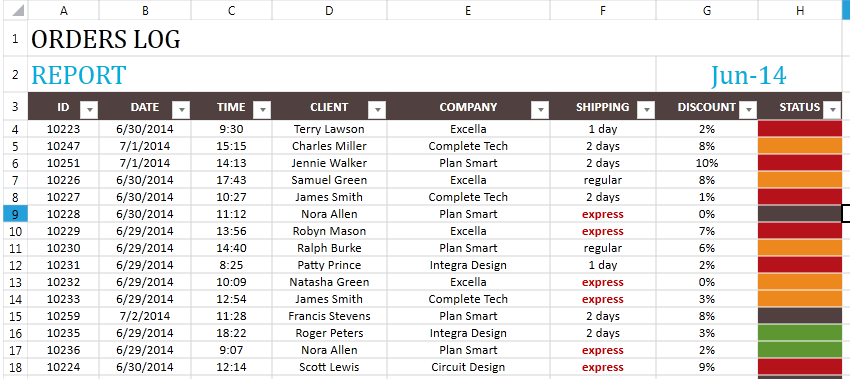 A B C D E F G H
1 ORDERS LOG
2 REPORT Jun-14
3 ID DATE TIME CLIENT COMPANY SHIPPING DISCOUNT STATUS
4 10223 6/30/2014 9:30 Terry Lawson Excella 1 day 2%
5 10247 7/1/2014 15:15 Charles Miller Complete Tech 2 days 8%
6 10251 7/1/2014 14:13 Jennie Walker Plan Smart 2 days 10%
7 10226 6/30/2014 17:43 Samuel Green Excella regular 8%
8 10227 6/30/2014 10:27 James Smith Complete Tech 2 days 1%
9 10228 6/30/2014 11:12 Nora Allen Plan Smart express 0%
10 10229 6/29/2014 13:56 Robyn Mason Excella express 7%
11 10230 6/29/2014 14:40 Ralph Burke Plan Smart regular 6%
12 10231 6/29/2014 8:25 Patty Prince Integra Design 1 day 2%
13 10232 6/29/2014 10:09 Natasha Green Excella express 0%
14 10233 6/29/2014 12:54 James Smith Complete Tech express 3%
15 10259 7/2/2014 11:28 Francis Stevens Plan Smart 2 days 8%
16 10235 6/29/2014 18:22 Roger Peters Integra Design 2 days 3%
17 10236 6/29/2014 9:07 Nora Allen Plan Smart express 2%
18 10224 6/30/2014 12:14 Scott Lewis Circuit Design express 9%